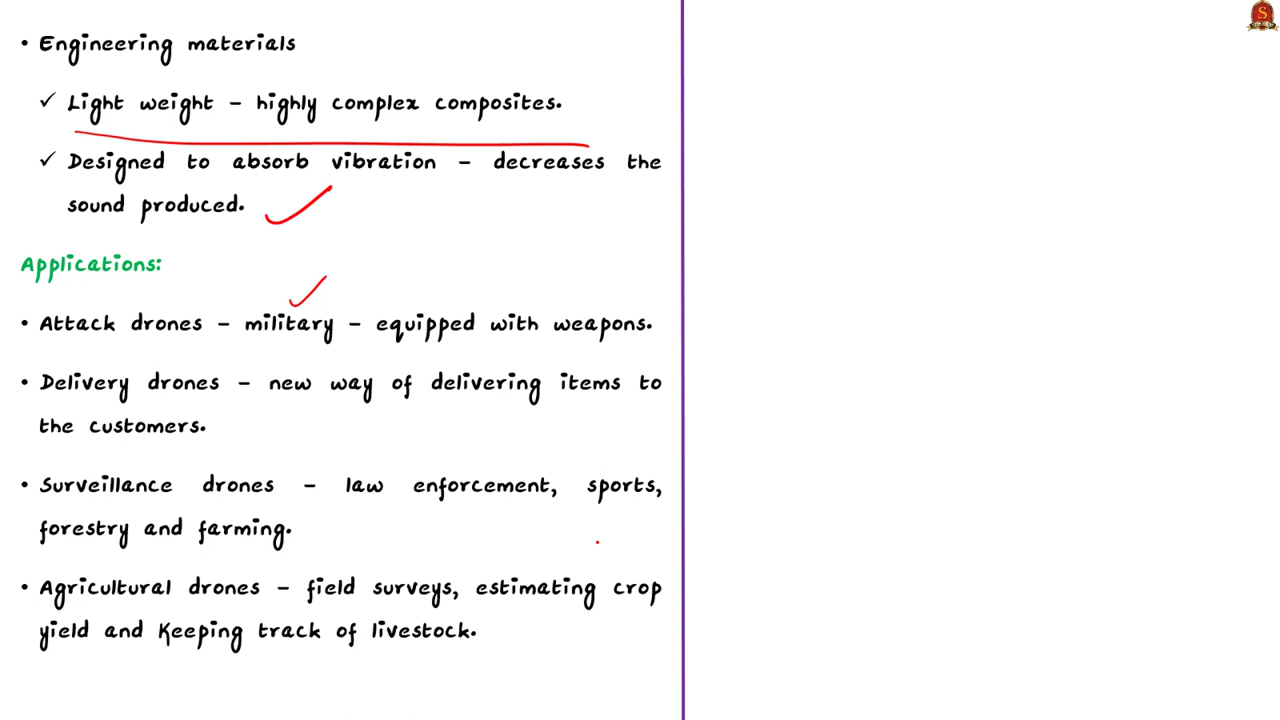 • Engineering materials
✓ Light weight – highly complex composites.
✓ Designed to absorb vibration – decreases the
sound produced.
Applications:
• Attack drones – military – equipped with weapons.
• Delivery drones – new way of delivering items to
the customers.
• Surveillance drones – law enforcement, sports,
forestry and farming.
• Agricultural drones – field surveys, estimating crop
yield and Keeping track of livestock.
S